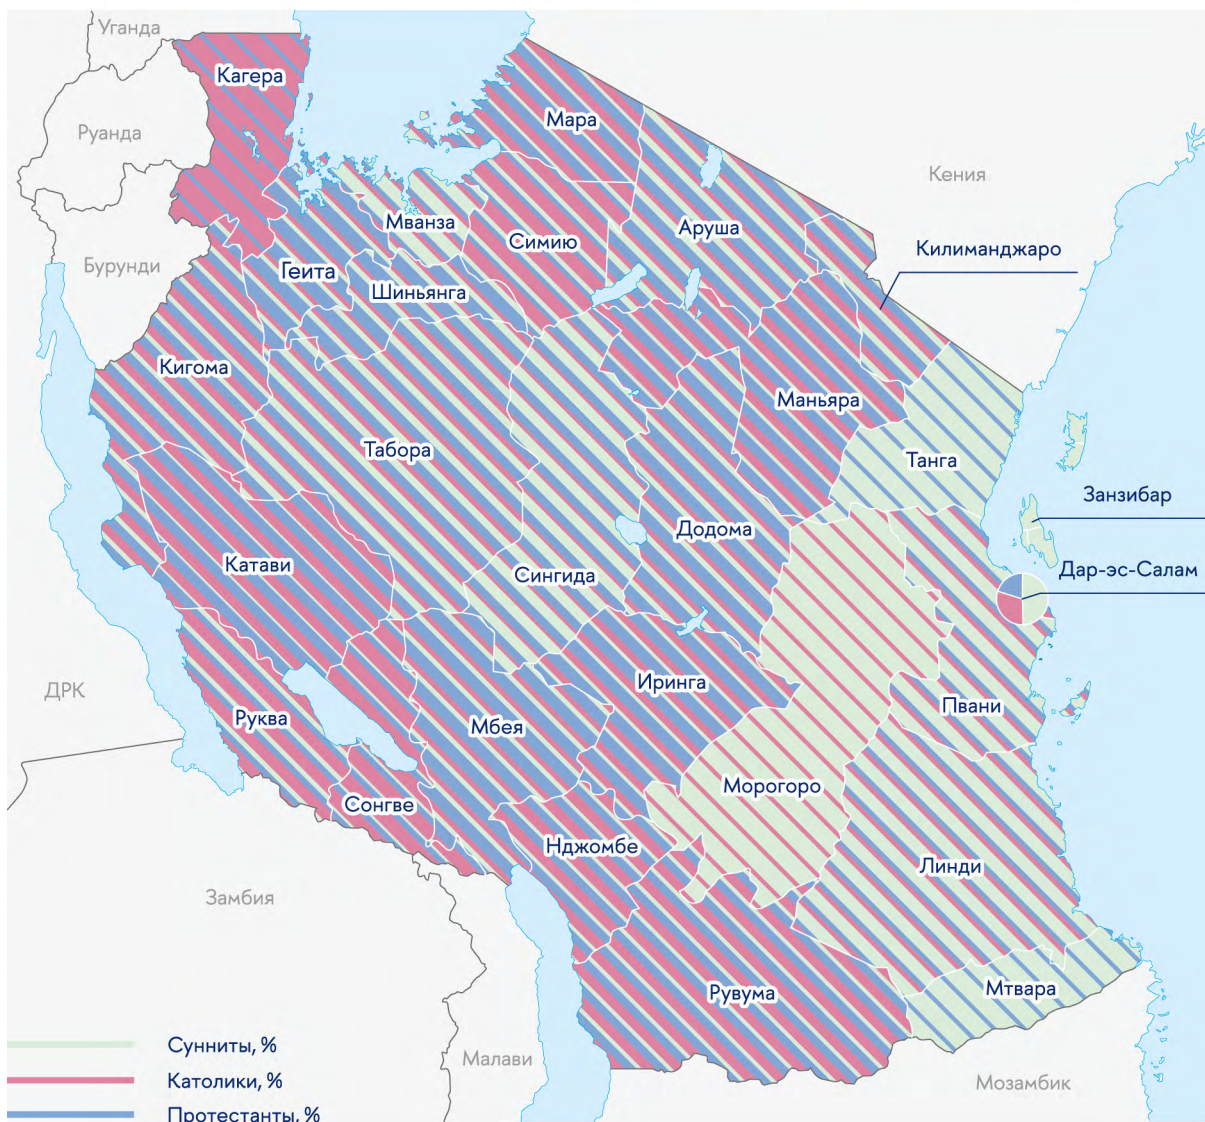 Уганда
Кагера
Руанда
Мара
Кения
Мванза
Симию
Аруша
Килиманджаро
Бурунди
Геита
Шиньянга
Кигома
Маньяра
Табора
Танга
Занзибар
Додома
Катави
Сингида
Дар-эс-Салам
ДРК
Иринга
Руква
Мбея
Пвани
Морогоро
Сонгве
Нджомбе
Линди
Замбия
Рувума
Мтвара
Сунниты, %
Малави
Католики, %
Мозамбик
Протестанты, %